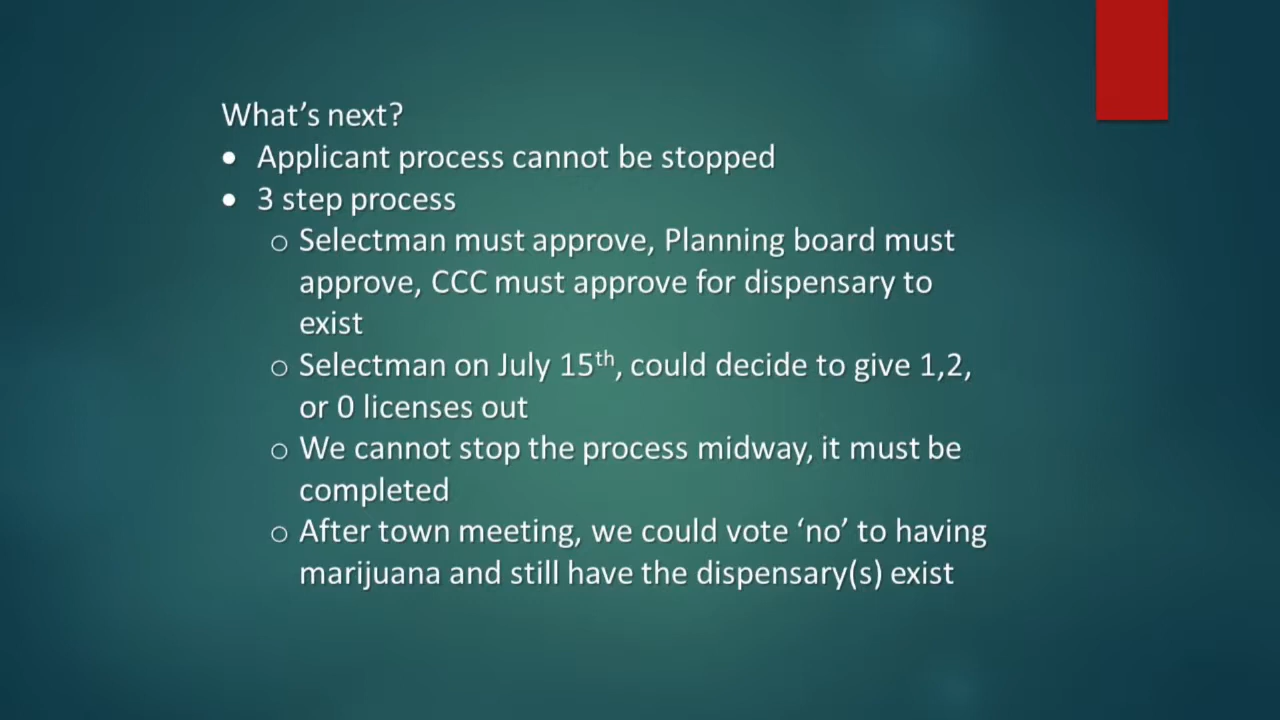 What's next?
• Applicant process cannot be stopped
• 3 step process
o Selectman must approve, Planning board must
approve, CCC must approve for dispensary to
exist
o Selectman on July 15th, could decide to give 1,2,
or 0 licenses out
o We cannot stop the process midway, it must be
completed
o After town meeting, we could vote ‘no’ to having
marijuana and still have the dispensary(s) exist